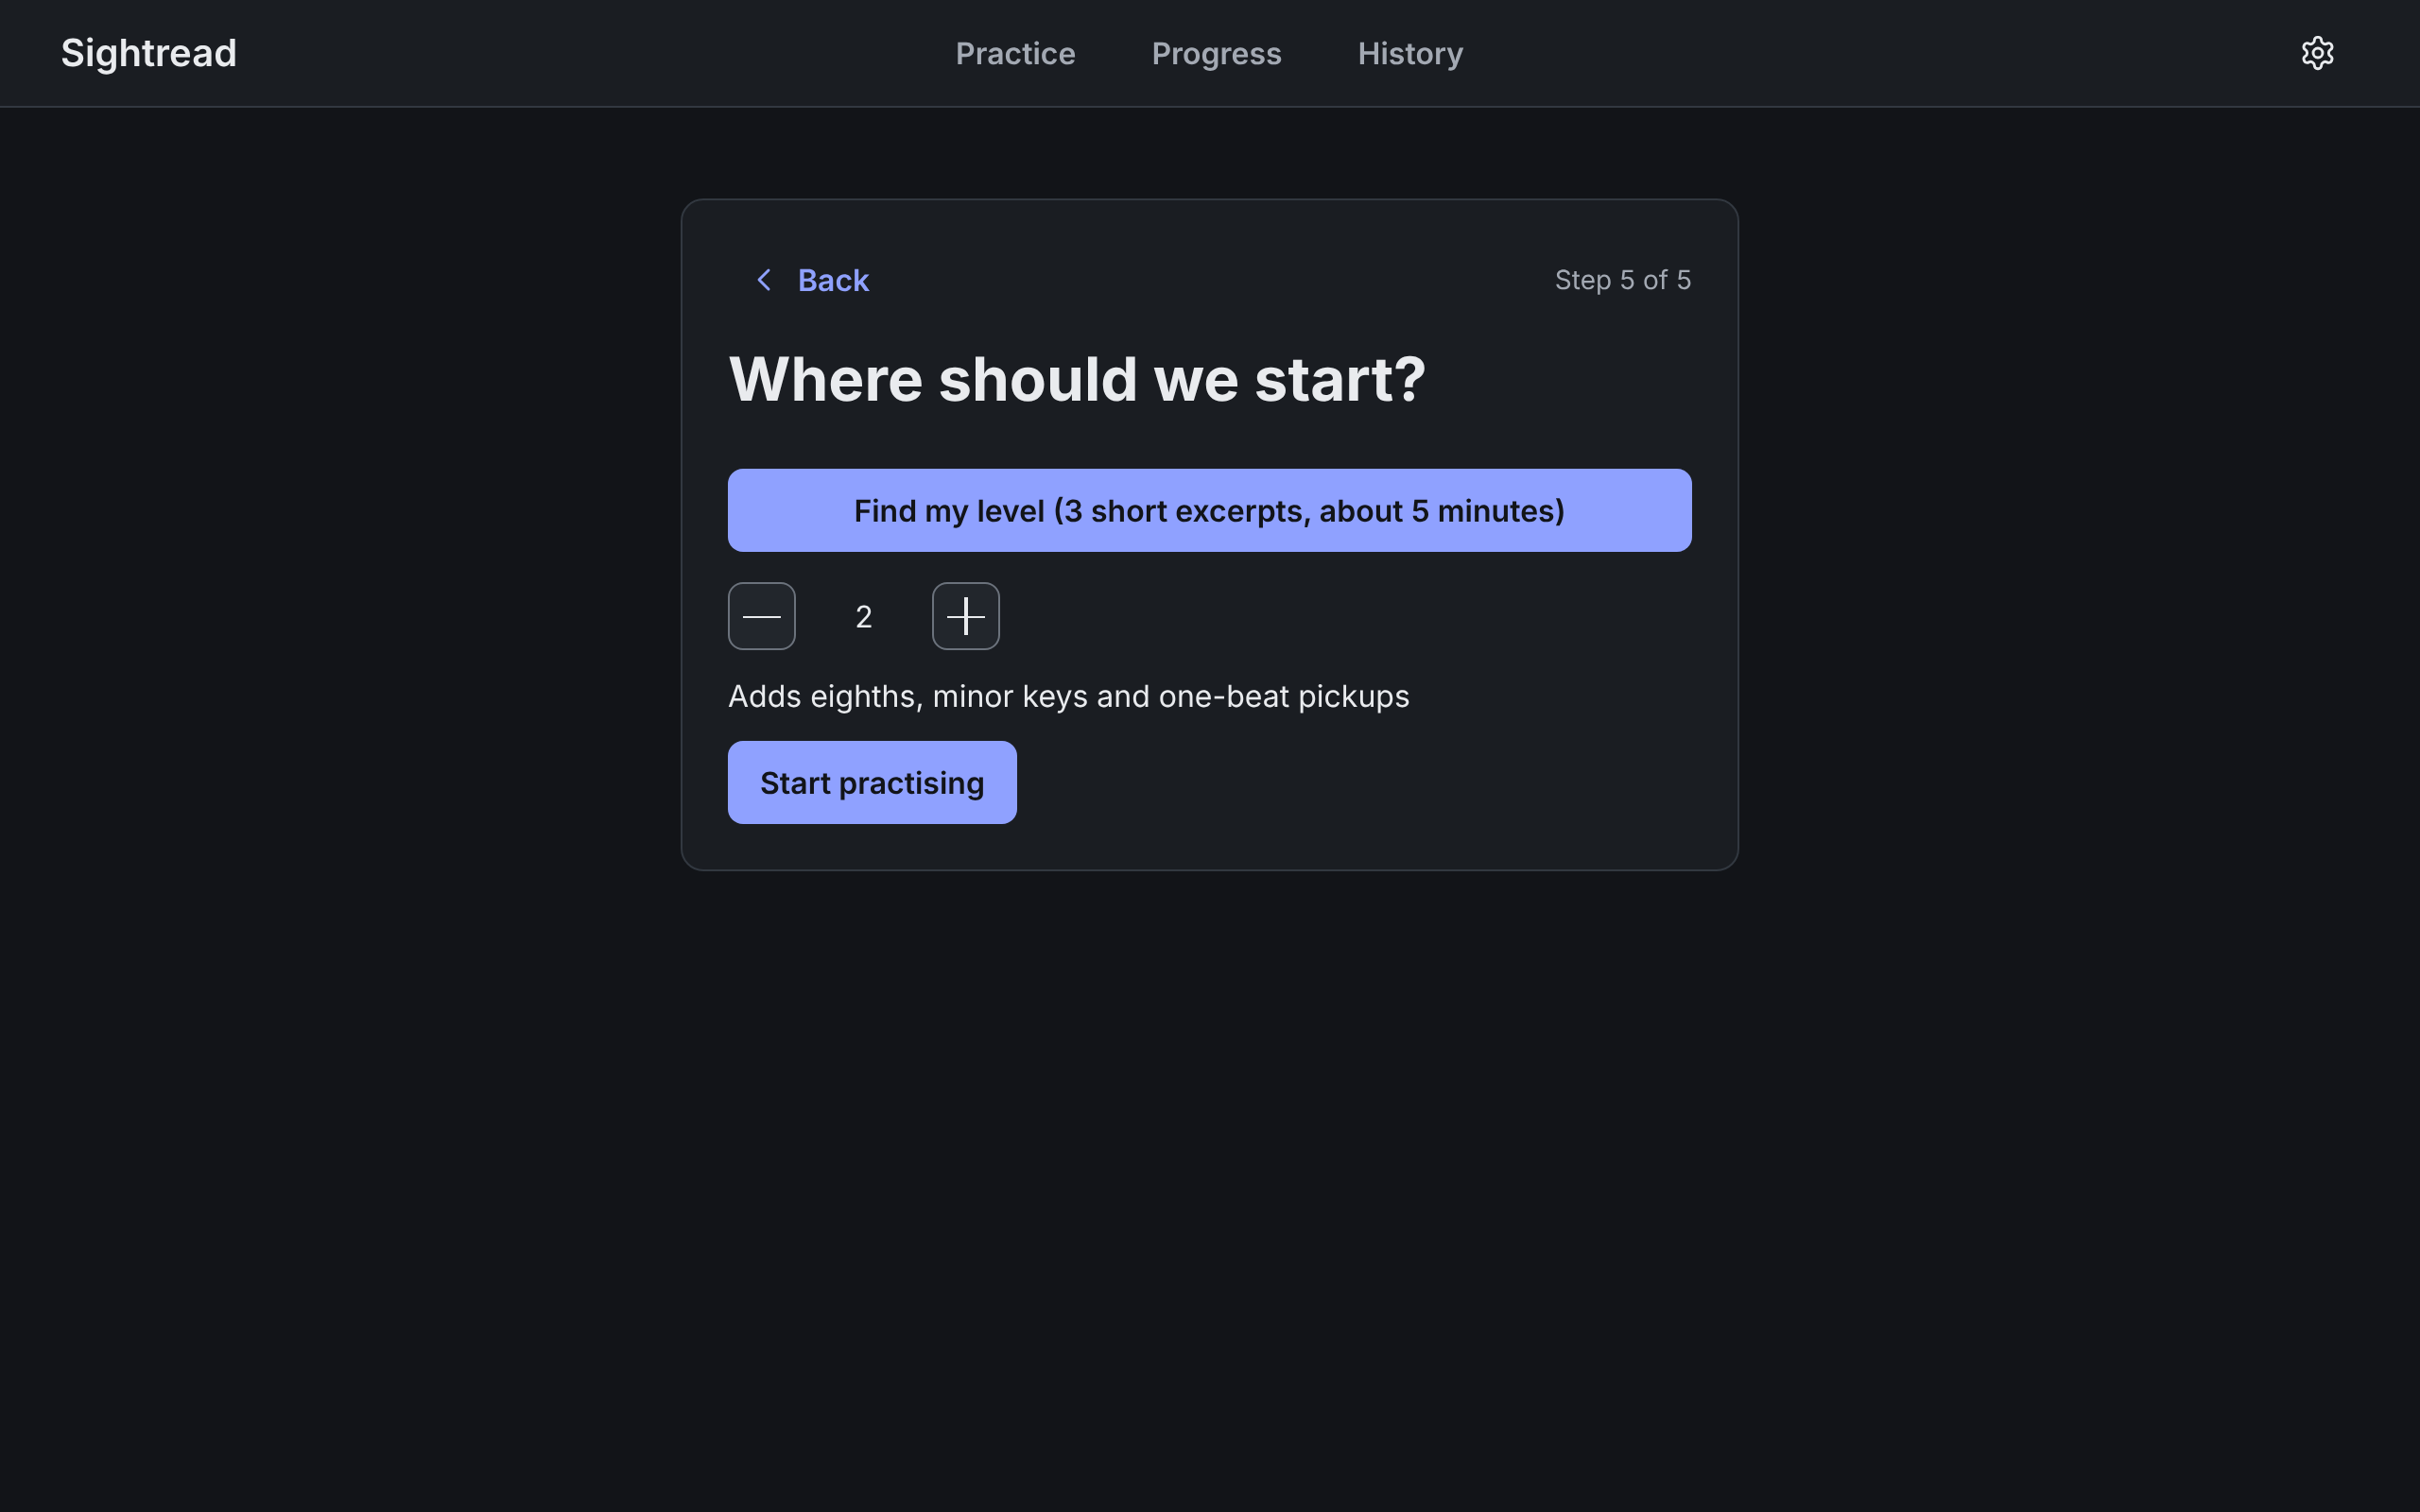 Sightread
Practice
Progress
History
Back
Step 5 of 5
Where should we start?
Find my level (3 short excerpts, about 5 minutes)
2
Adds eighths, minor keys and one-beat pickups
Start practising